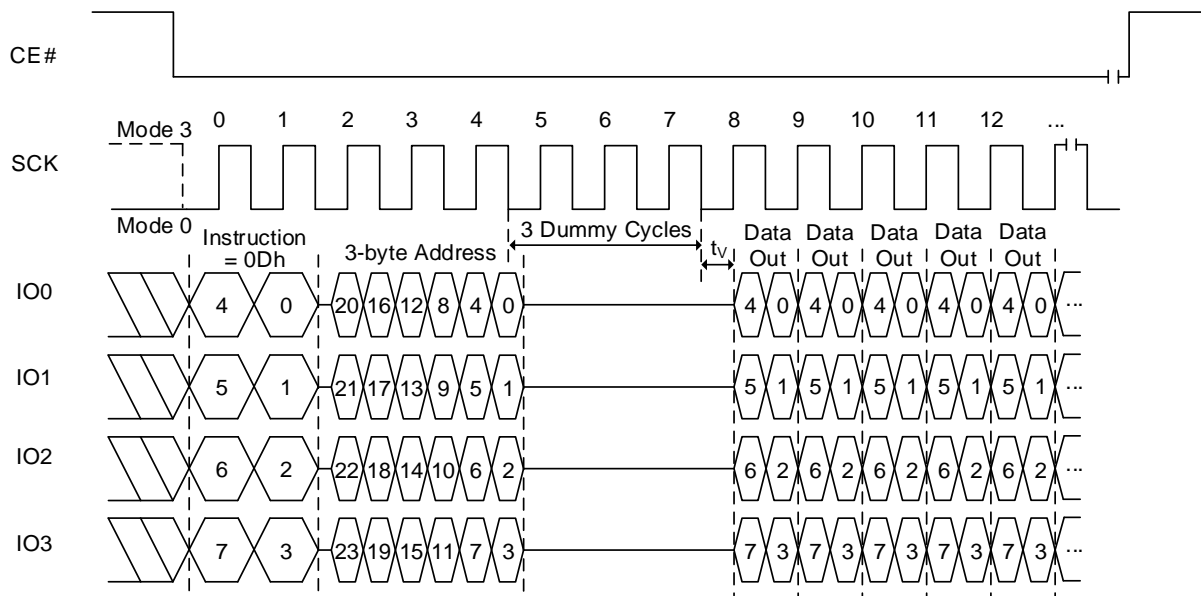 CE#
0 1 2 3 4 5 6 7 8 9 10 11 12 ...
Mode 3
SCK
Mode 0
Instruction
= 0Dh
3-byte Address
3 Dummy Cycles
tV
Data Out
Data Out
Data Out
Data Out
Data Out
IO0
4 0 20 16 12 8 4 0 4 0 4 0 4 0 4 0 4 0 ...
IO1
5 1 21 17 13 9 5 1 5 1 5 1 5 1 5 1 5 1 ...
IO2
6 2 22 18 14 10 6 2 6 2 6 2 6 2 6 2 6 2 ...
IO3
7 3 23 19 15 11 7 3 7 3 7 3 7 3 7 3 7 3 ...